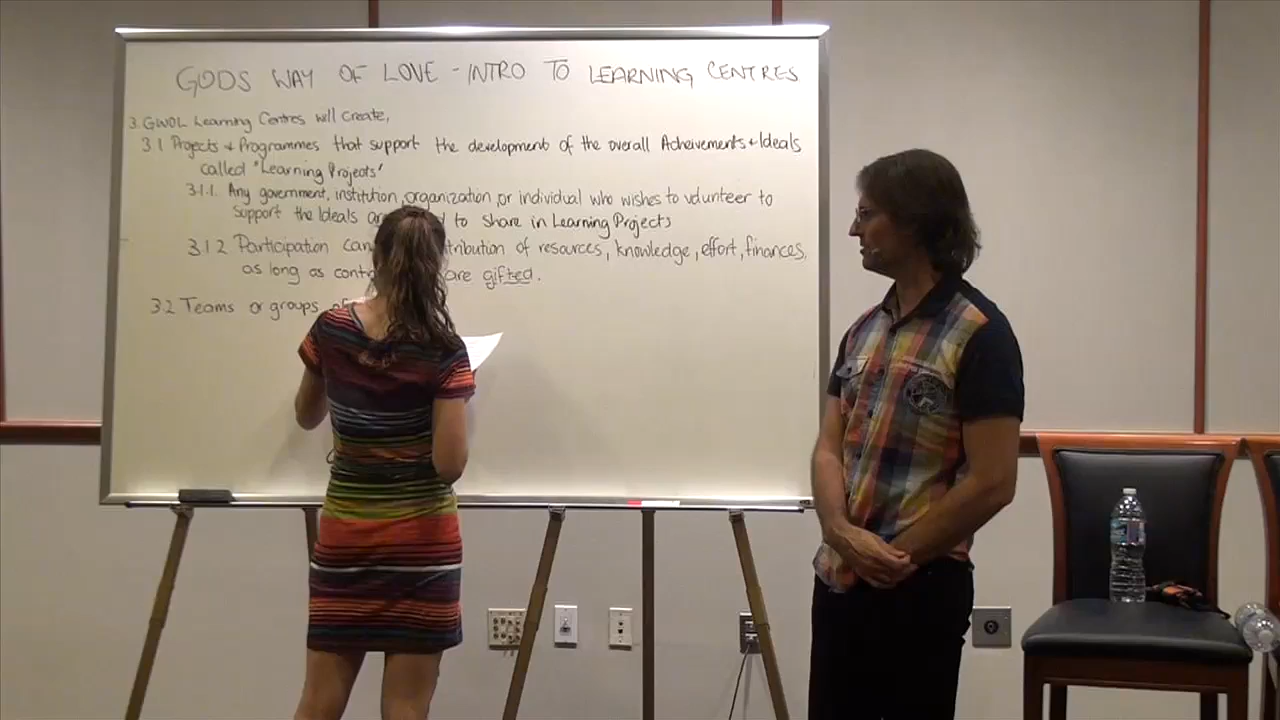 GODS WAY OF LOVE - INTRO TO LEARNING CENTRES
3. GWOL Learning Centres will create,
3.1 Projects + Programmes that support the development of the overall Acheivements + Ideals
called "Learning Projects"
3.1.1. Any government, institution, organization, or individual who wishes to volunteer to
support the Ideals to share in Learning Projects
3.1.2 Participation can of resources, knowledge, effort, finances,
as long as are gifted.
3.2 Teams or groups of